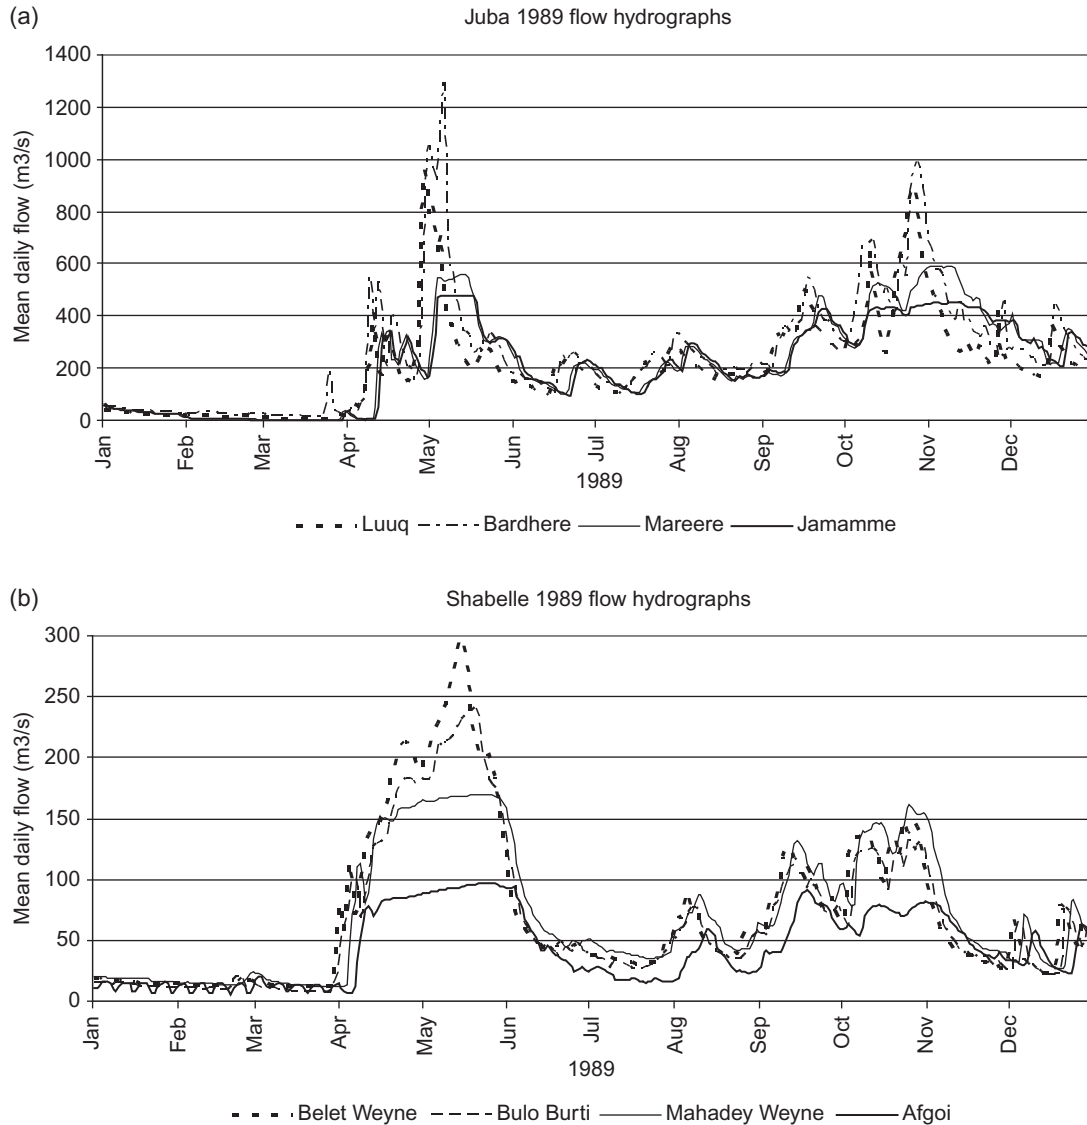 (a)
Juba 1989 flow hydrographs
Mean daily flow (m3/s)
1400
1200
1000
800
600
400
200
0
Jan Feb Mar Apr May Jun Jul Aug Sep Oct Nov Dec
1989
Luuq Bardhere Mareere Jamamme
(b)
Shabelle 1989 flow hydrographs
Mean daily flow (m3/s)
300
250
200
150
100
50
0
Jan Feb Mar Apr May Jun Jul Aug Sep Oct Nov Dec
1989
Belet Weyne Bulo Burti Mahadey Weyne Afgoi